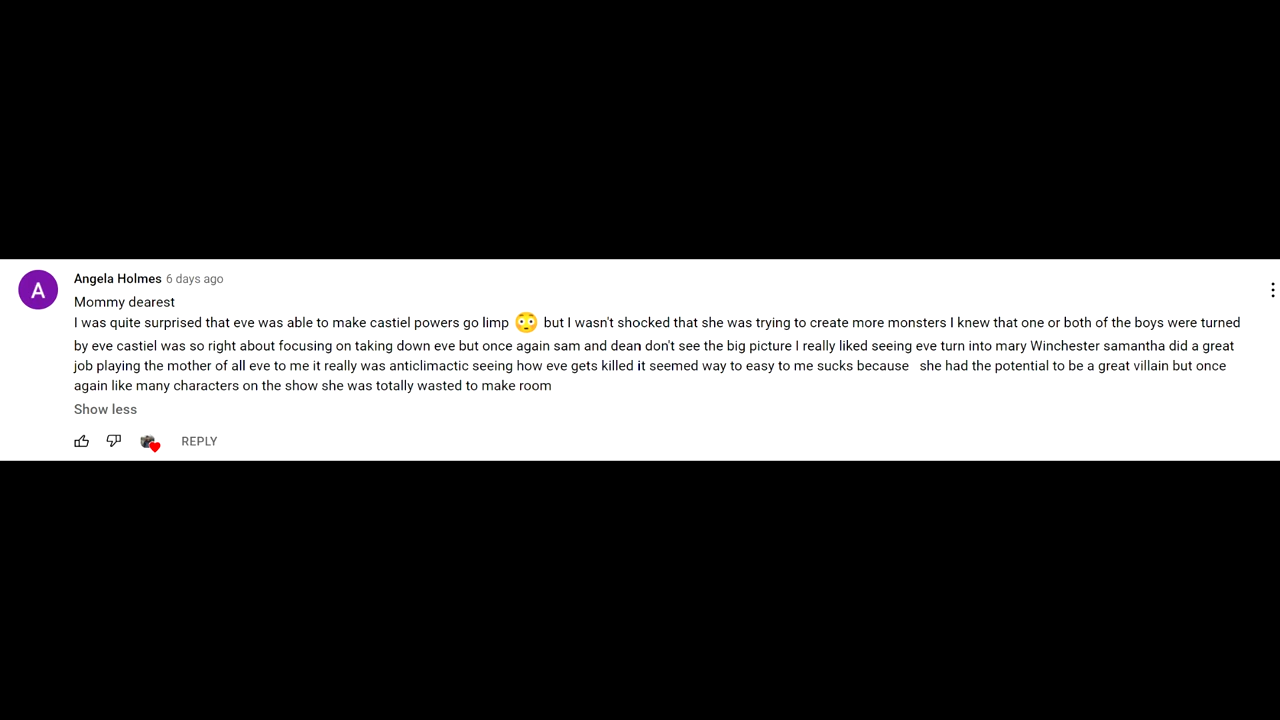 Angela Holmes 6 days ago
Mommy dearest
I was quite surprised that eve was able to make castiel powers go limp 😳 but I wasn't shocked that she was trying to create more monsters I knew that one or both of the boys were turned
by eve castiel was so right about focusing on taking down eve but once again sam and dean don't see the big picture I really liked seeing eve turn into mary Winchester samantha did a great
job playing the mother of all eve to me it really was anticlimactic seeing how eve gets killed it seemed way to easy to me sucks because she had the potential to be a great villain but once
again like many characters on the show she was totally wasted to make room
Show less
REPLY
A